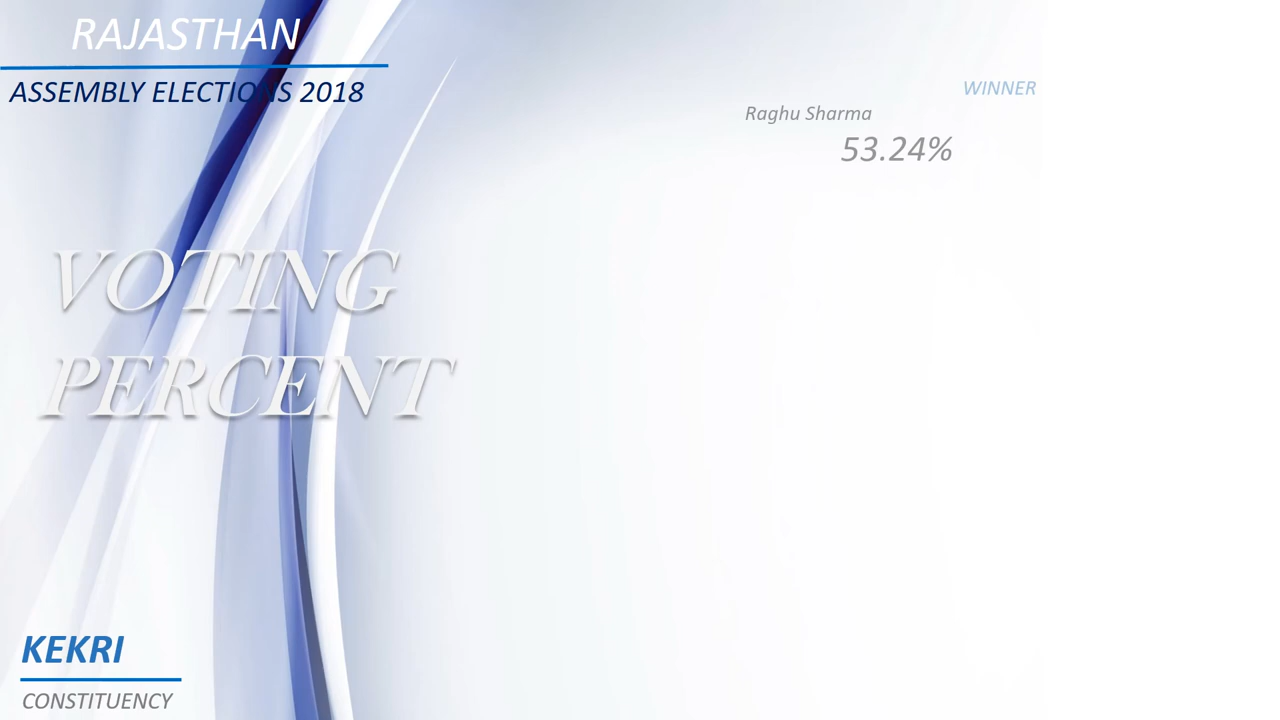 RAJASTHAN
ASSEMBLY ELECTIONS 2018
WINNER
Raghu Sharma
53.24%
VOTING
PERCENT
KEKRI
CONSTITUENCY